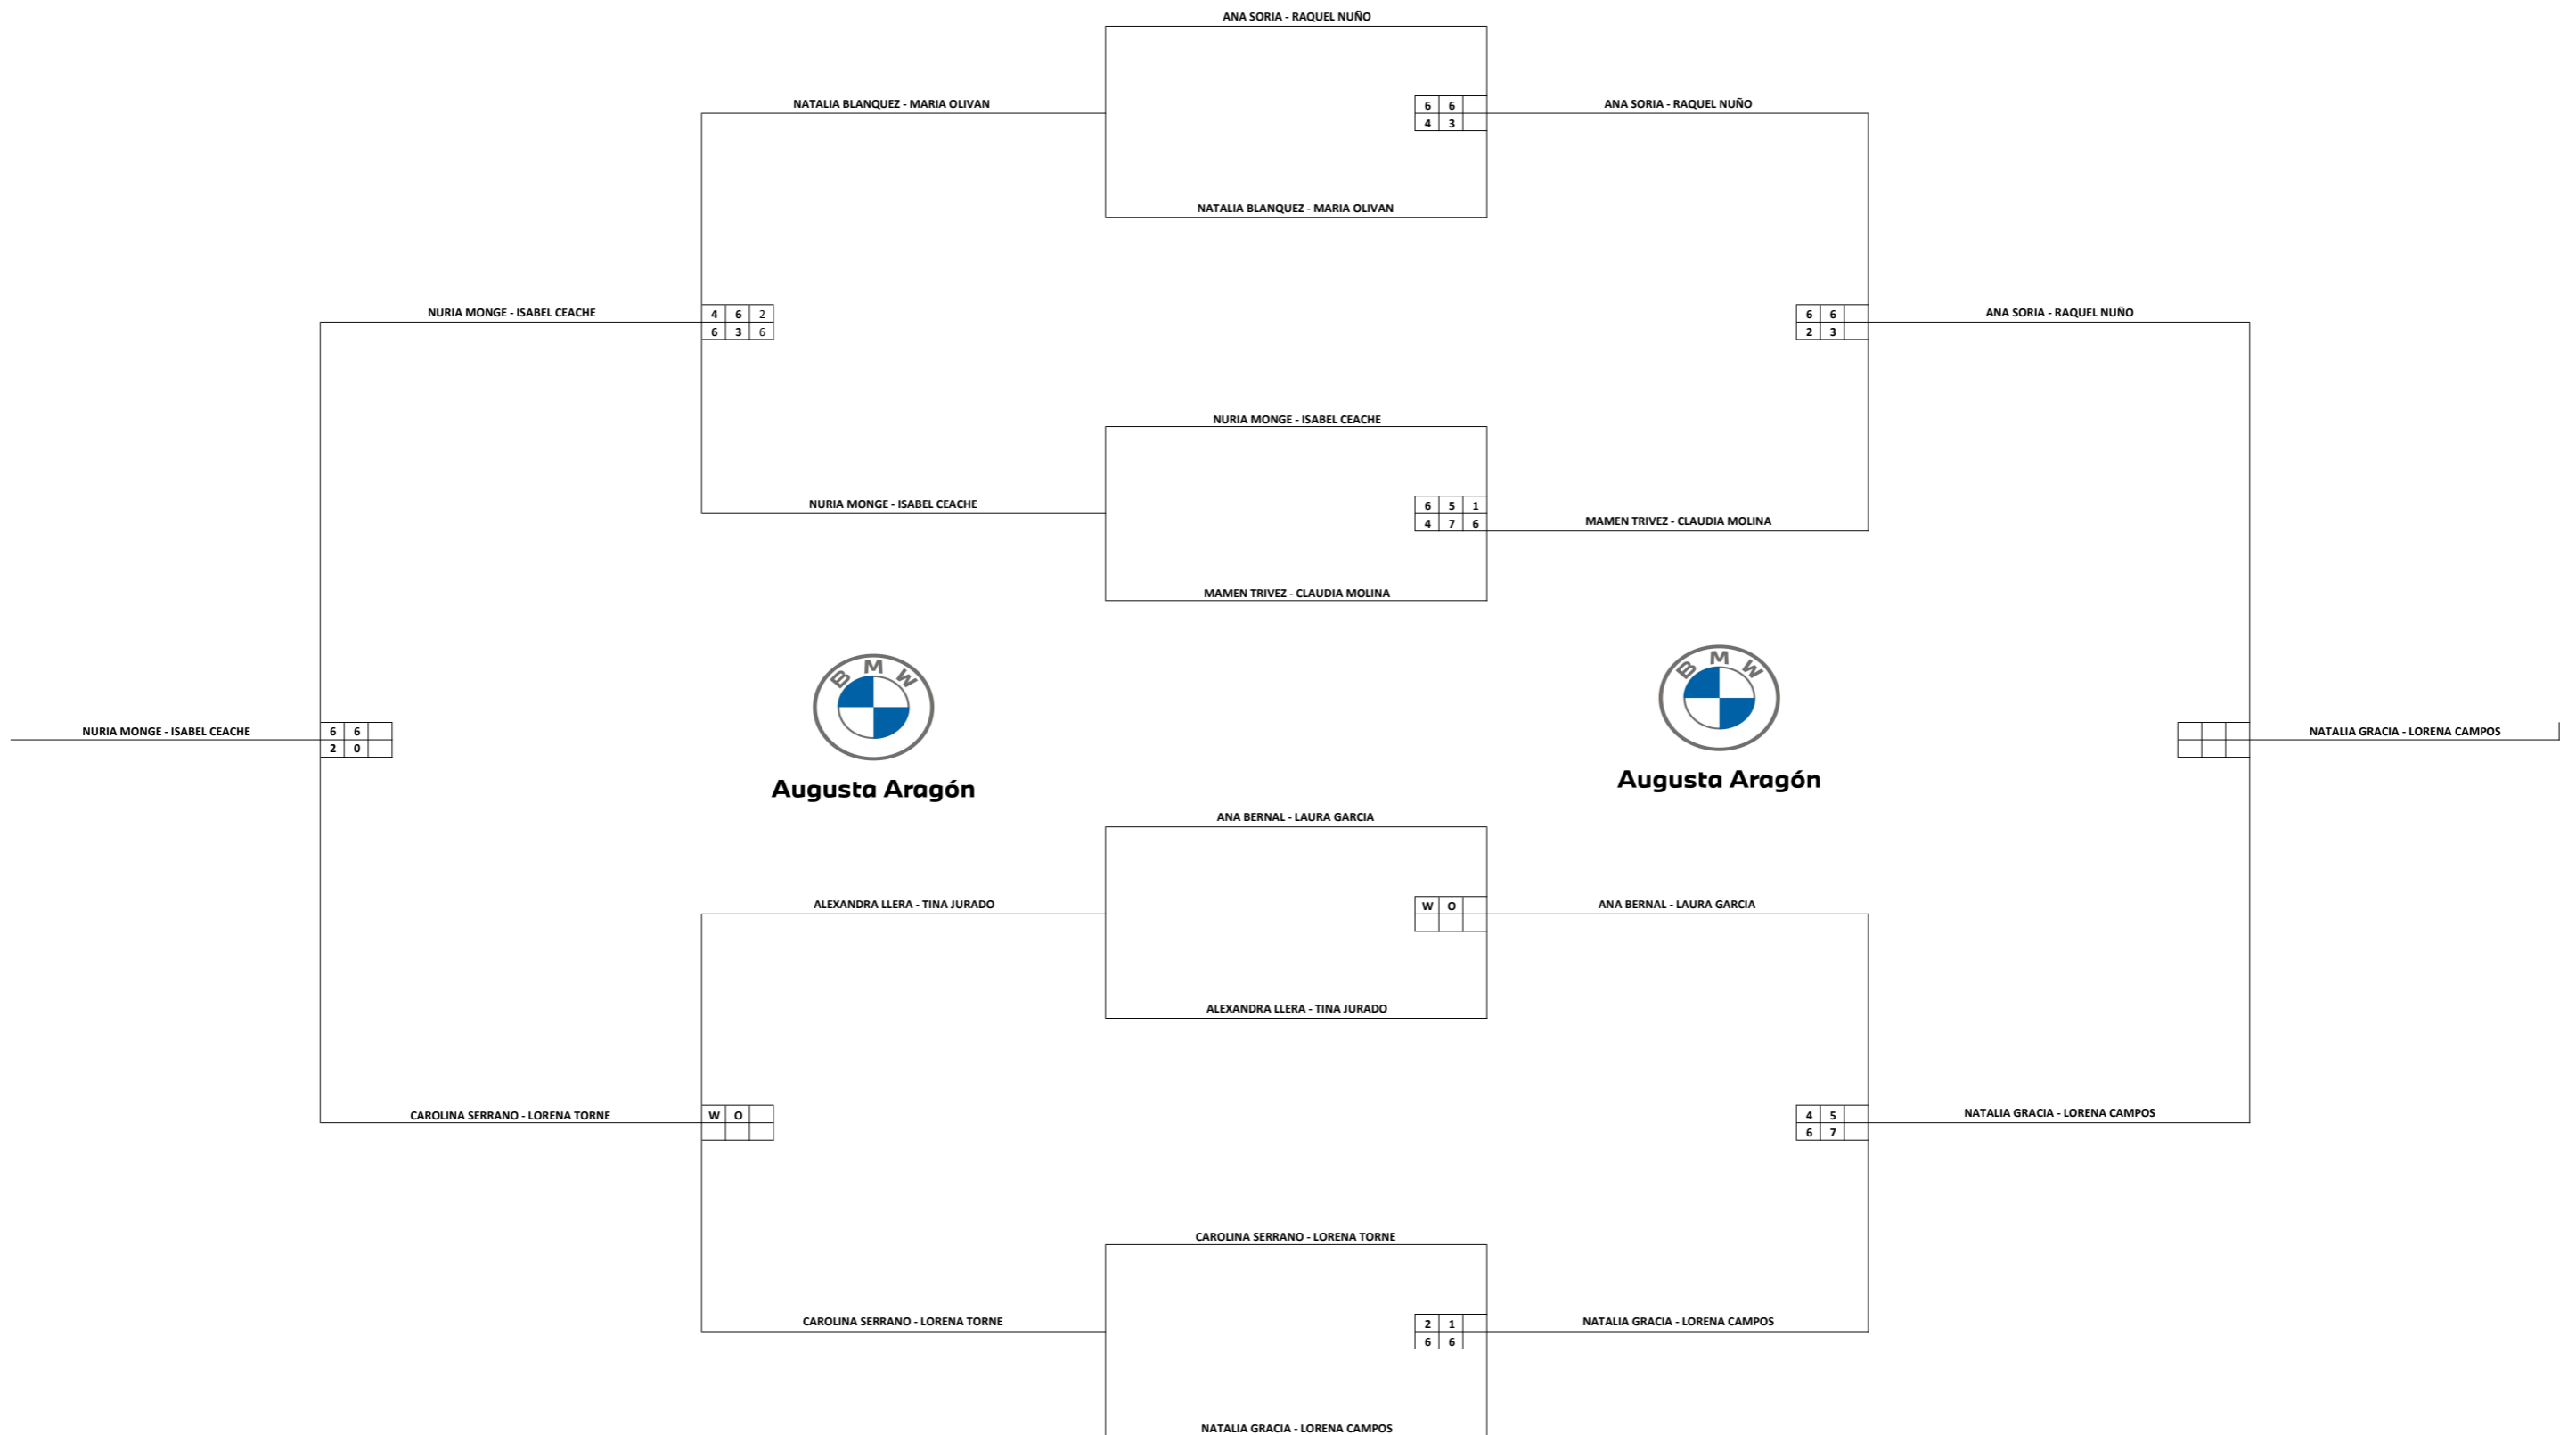 ANA SORIA - RAQUEL NUÑO
NATALIA BLANQUEZ - MARIA OLIVAN
6 6
ANA SORIA - RAQUEL NUÑO
4 3
NATALIA BLANQUEZ - MARIA OLIVAN
NURIA MONGE - ISABEL CEACHE
4 6 2
6 6
ANA SORIA - RAQUEL NUÑO
6 3 6
2 3
NURIA MONGE - ISABEL CEACHE
NURIA MONGE - ISABEL CEACHE
6 5 1
4 7 6
MAMEN TRIVEZ - CLAUDIA MOLINA
MAMEN TRIVEZ - CLAUDIA MOLINA
BMW
BMW
NURIA MONGE - ISABEL CEACHE
6 6
NATALIA GRACIA - LORENA CAMPOS
2 0
Augusta Aragón
Augusta Aragón
ANA BERNAL - LAURA GARCIA
ALEXANDRA LLERA - TINA JURADO
W O
ANA BERNAL - LAURA GARCIA
ALEXANDRA LLERA - TINA JURADO
CAROLINA SERRANO - LORENA TORNE
W O
4 5
NATALIA GRACIA - LORENA CAMPOS
6 7
CAROLINA SERRANO - LORENA TORNE
CAROLINA SERRANO - LORENA TORNE
2 1
NATALIA GRACIA - LORENA CAMPOS
6 6
NATALIA GRACIA - LORENA CAMPOS